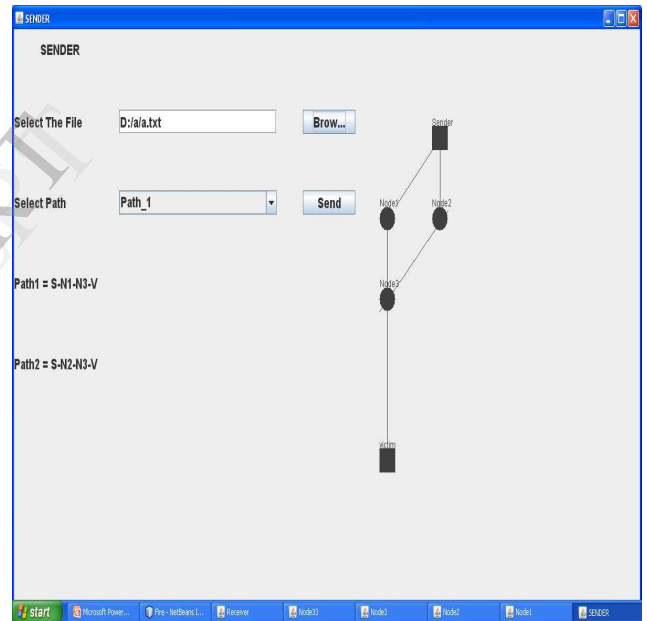 SENDER
SENDER
Select The File D:/a/a.txt Brow...
Sender
Select Path Path_1 Send
Node1 Node2
Path1 = S-N1-N3-V
Node3
Path2 = S-N2-N3-V
victim
start Microsoft Power... Fire - NetBeans I... Receiver Node33 Node3 Node2 Node1 SENDER